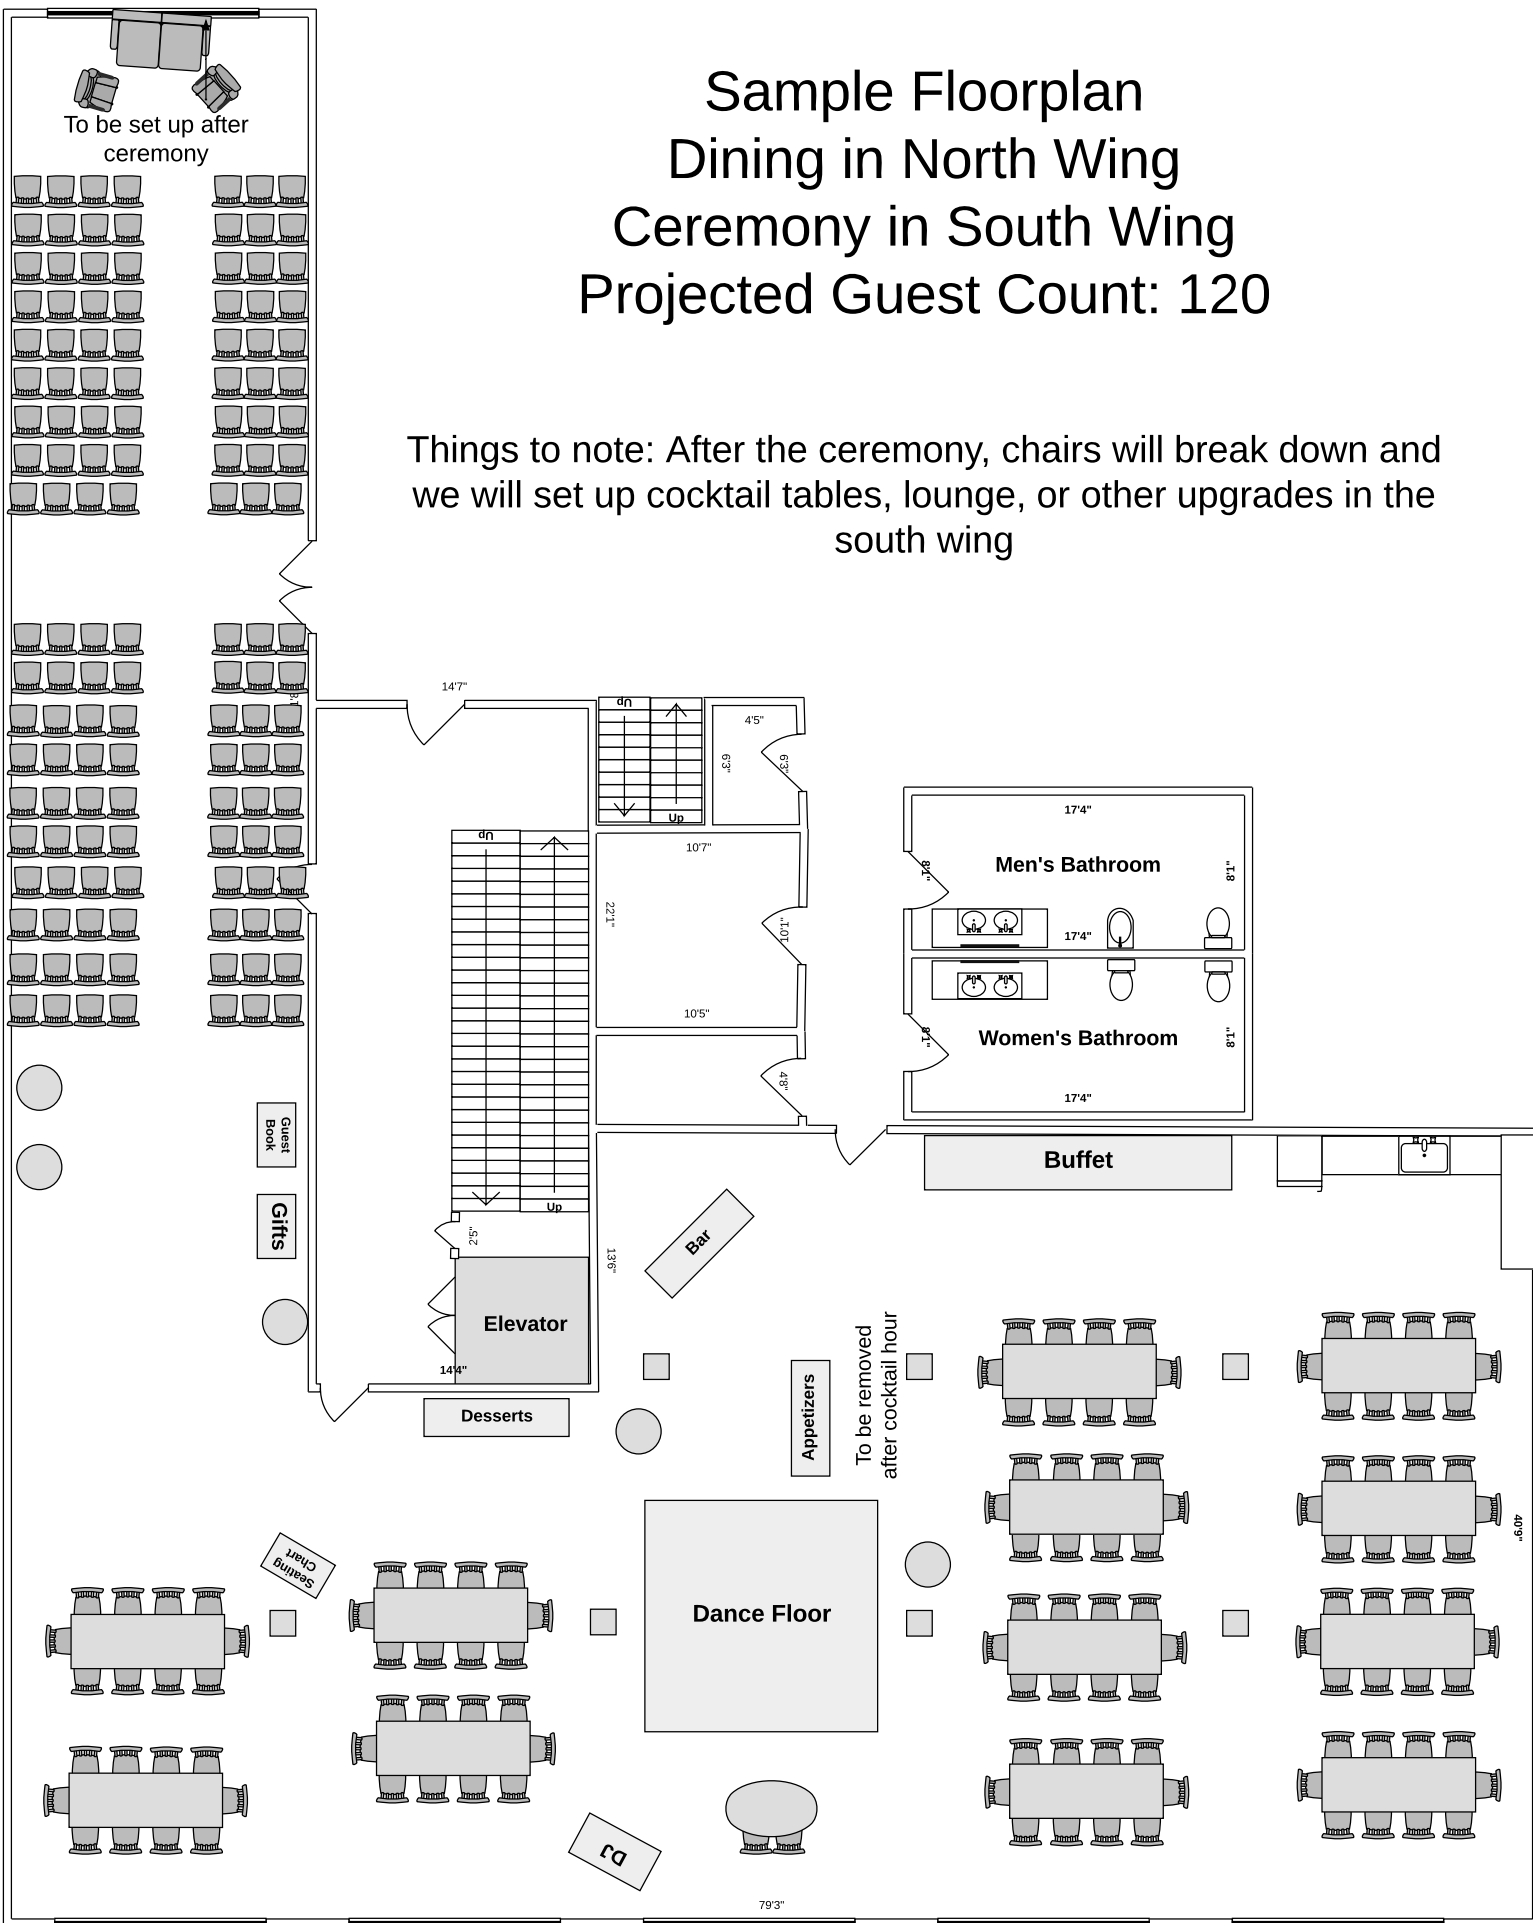 Sample Floorplan
Dining in North Wing
Ceremony in South Wing
Projected Guest Count: 120
To be set up after
ceremony
Things to note: After the ceremony, chairs will break down and
we will set up cocktail tables, lounge, or other upgrades in the
south wing
14'7"
Up
Up
4'5"
6'3"
6'3"
Up
Up
10'7"
22'1"
10'1"
10'5"
4'8"
17'4"
8'1"
Men's Bathroom
8'1"
17'4"
8'1"
Women's Bathroom
8'1"
17'4"
Guest
Book
Gifts
2'5"
Elevator
14'4"
13'6"
Bar
Buffet
Desserts
Appetizers
To be removed
after cocktail hour
40'9"
Seating
Chart
Dance Floor
DJ
79'3"